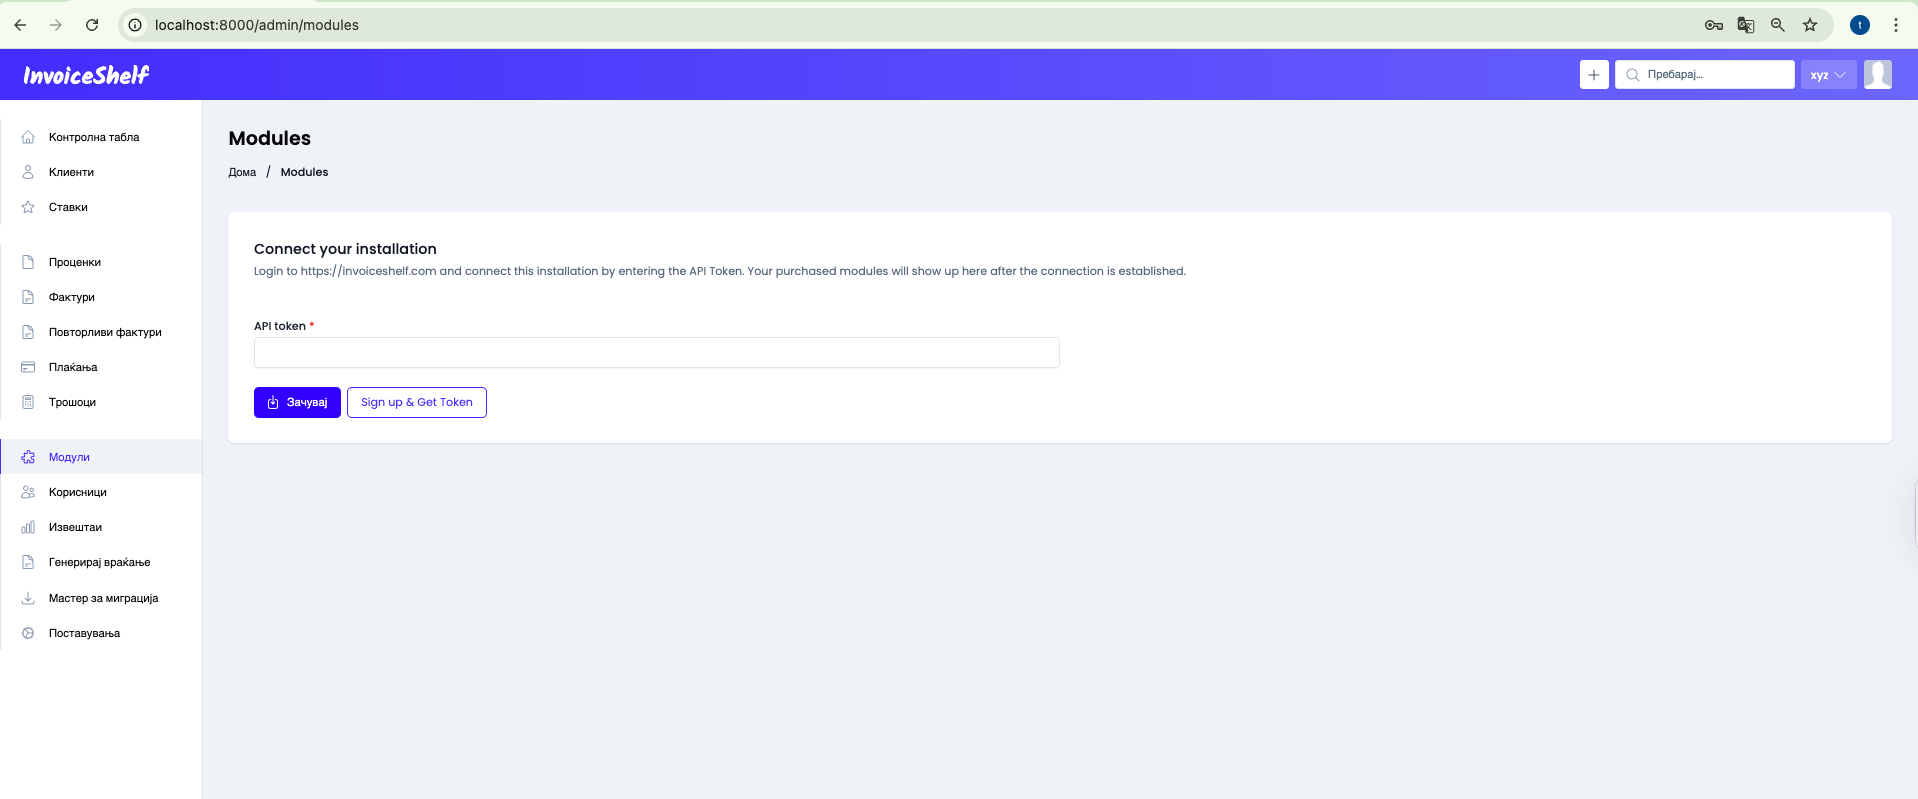 localhost:8000/admin/modules
t
InvoiceShelf
Пребарај...
xyz
Контролна табла
Клиенти
Ставки
Проценки
Фактури
Повторливи фактури
Плаќања
Трошоци
Модули
Корисници
Извештаи
Генерирај враќање
Мастер за миграција
Поставувања
Modules
Дома / Modules
Connect your installation
Login to https://invoiceshelf.com and connect this installation by entering the API Token. Your purchased modules will show up here after the connection is established.
API token *
Зачувај
Sign up & Get Token